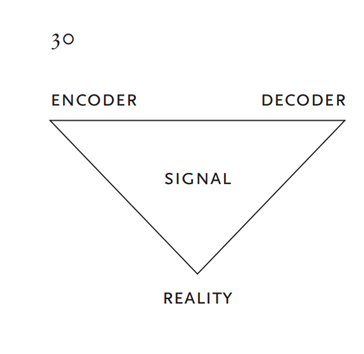 30
ENCODER DECODER
SIGNAL
REALITY